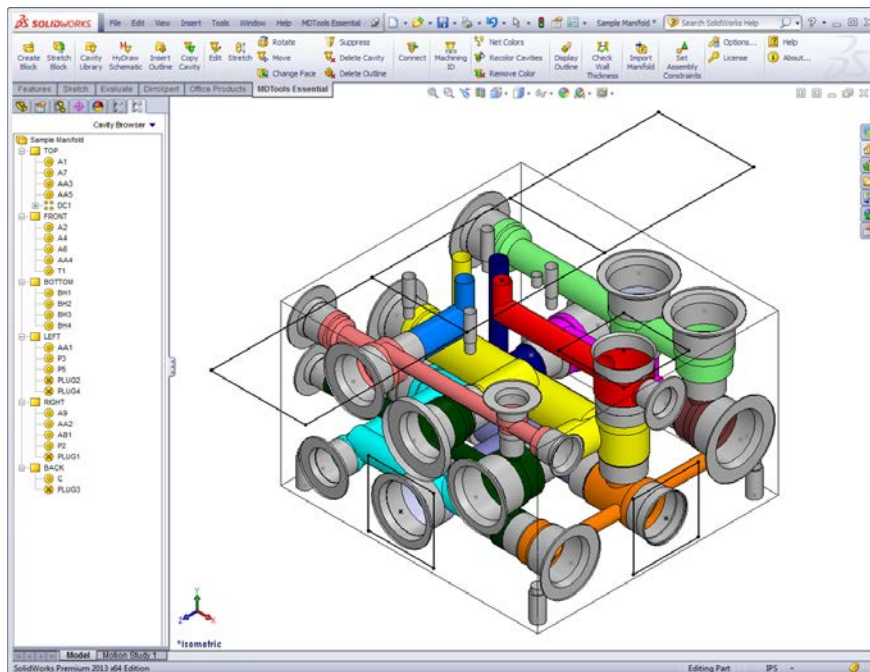 SOLIDWORKS File Edit View Insert Tools Window Help MDTools Essential Sample Manifold * Search SolidWorks Help
Create Block Stretch Block Cavity Library HyDraw Schematic Insert Outline Copy Cavity Edit Stretch Rotate Move Change Face Suppress Delete Cavity Delete Outline Connect Machining ID Net Colors Recolor Cavities Remove Color Display Outline Check Wall Thickness Import Manifold Set Assembly Constraints Options... License Help About...
Features Sketch Evaluate DimXpert Office Products MDTools Essential
Cavity Browser
Sample Manifold
TOP
A1
A7
AA3
AA5
DC1
FRONT
A2
A4
A6
AA4
T1
BOTTOM
BH1
BH2
BH3
BH4
LEFT
AA1
P3
P5
PLUG2
PLUG4
RIGHT
A9
AA2
AB1
P2
PLUG1
BACK
C
PLUG3
Y
Z X
*Isometric
Model Motion Study 1
SolidWorks Premium 2013 x64 Edition Editing Part IPS